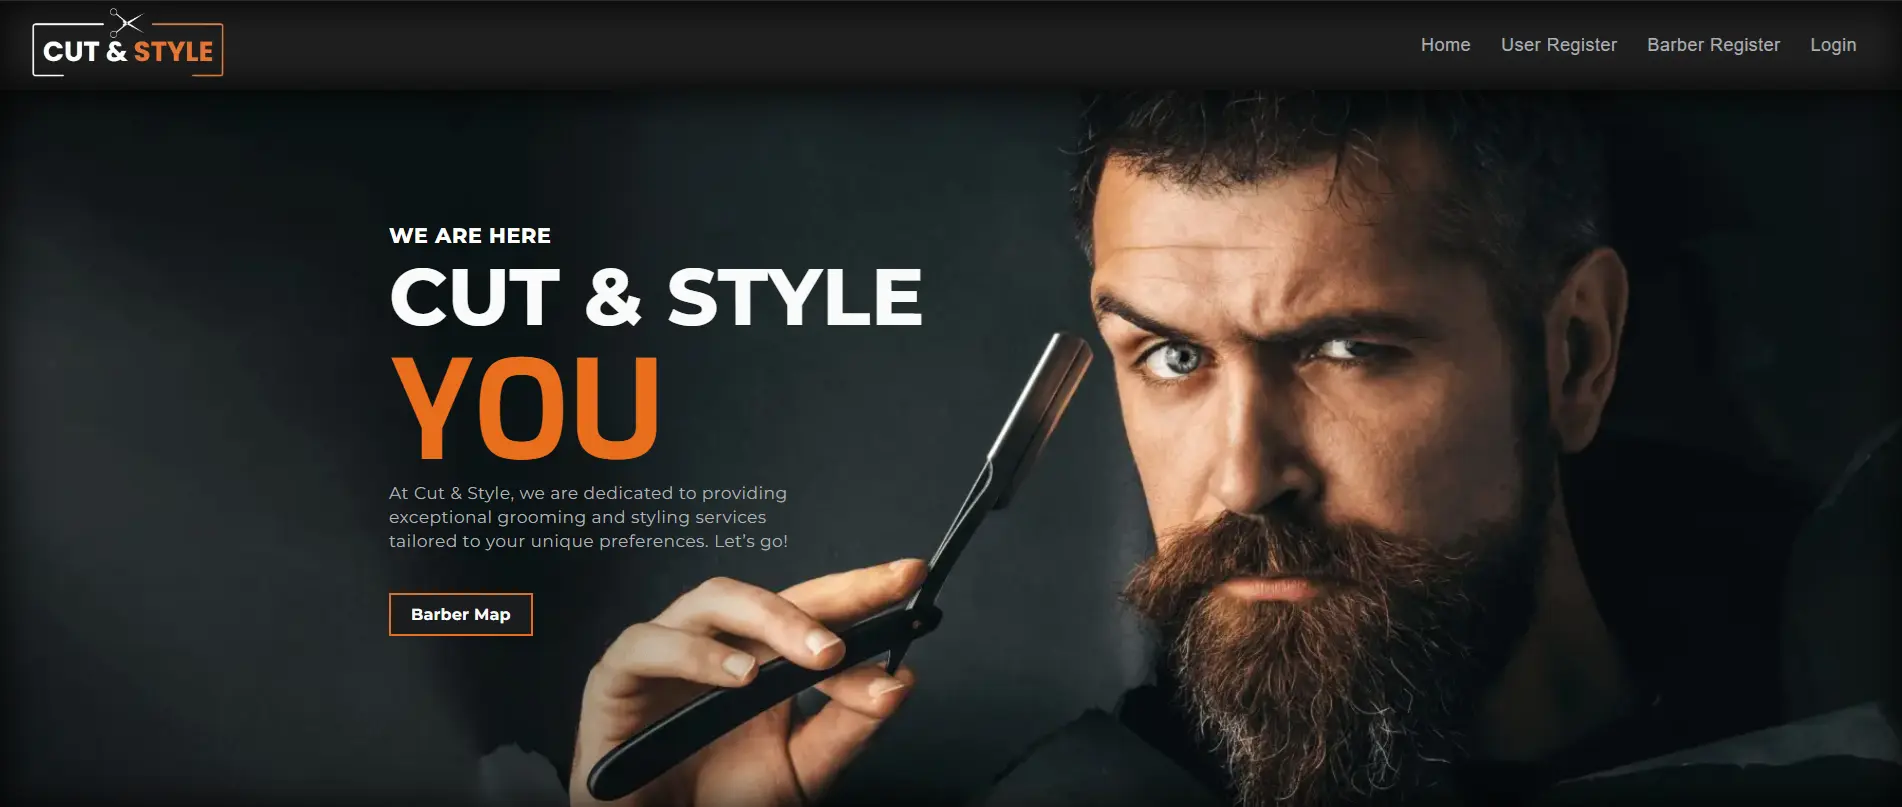 CUT & STYLE
Home User Register Barber Register Login
WE ARE HERE
CUT & STYLE
YOU
At Cut & Style, we are dedicated to providing
exceptional grooming and styling services
tailored to your unique preferences. Let's go!
Barber Map